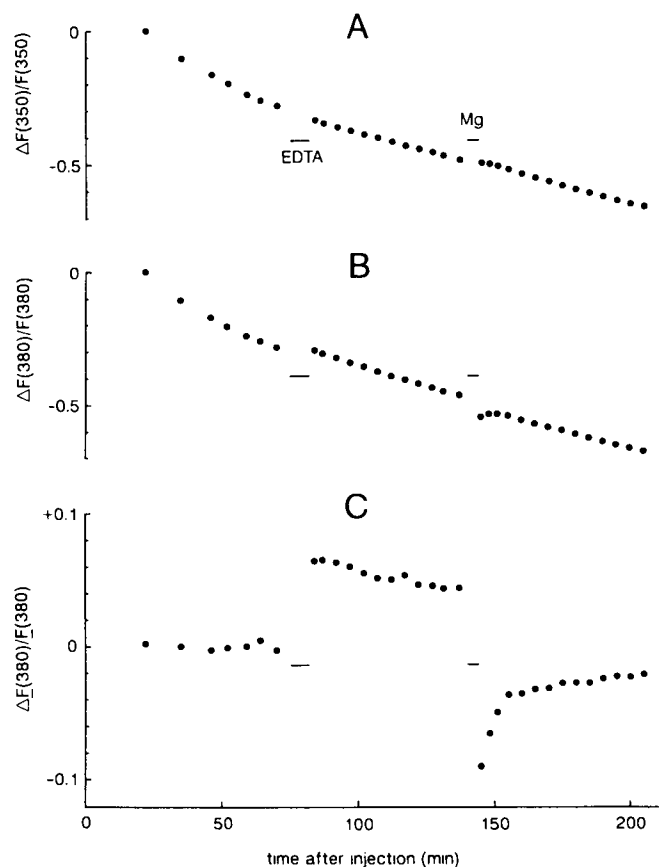 A
0
-0.5
ΔF(350)/F(350)
EDTA
Mg
B
0
-0.5
ΔF(380)/F(380)
C
+0.1
0
-0.1
ΔF(380)/F(380)
0
50
100
150
200
time after injection (min)